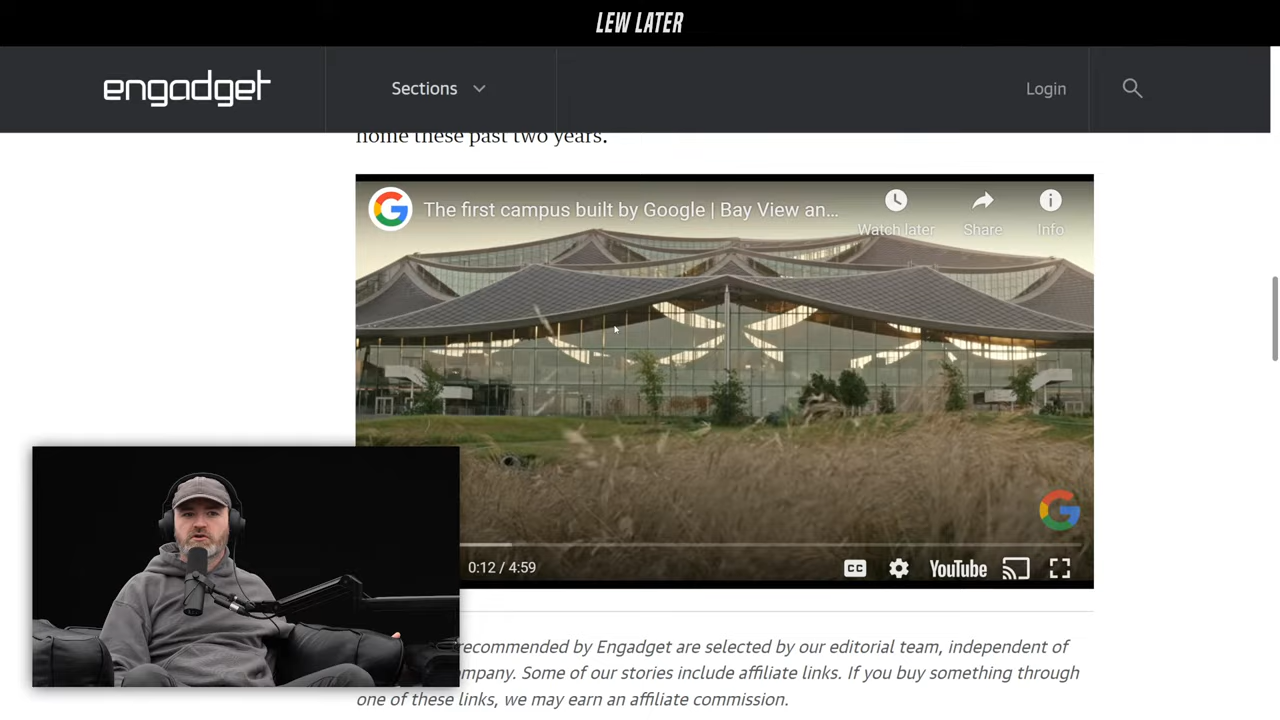 LEW LATER
engadget
Sections
Login
home these past two years.
The first campus built by Google | Bay View an...
Watch later
Share
Info
0:12 / 4:59
CC
YouTube
recommended by Engadget are selected by our editorial team, independent of
mpany. Some of our stories include affiliate links. If you buy something through
one of these links, we may earn an affiliate commission.